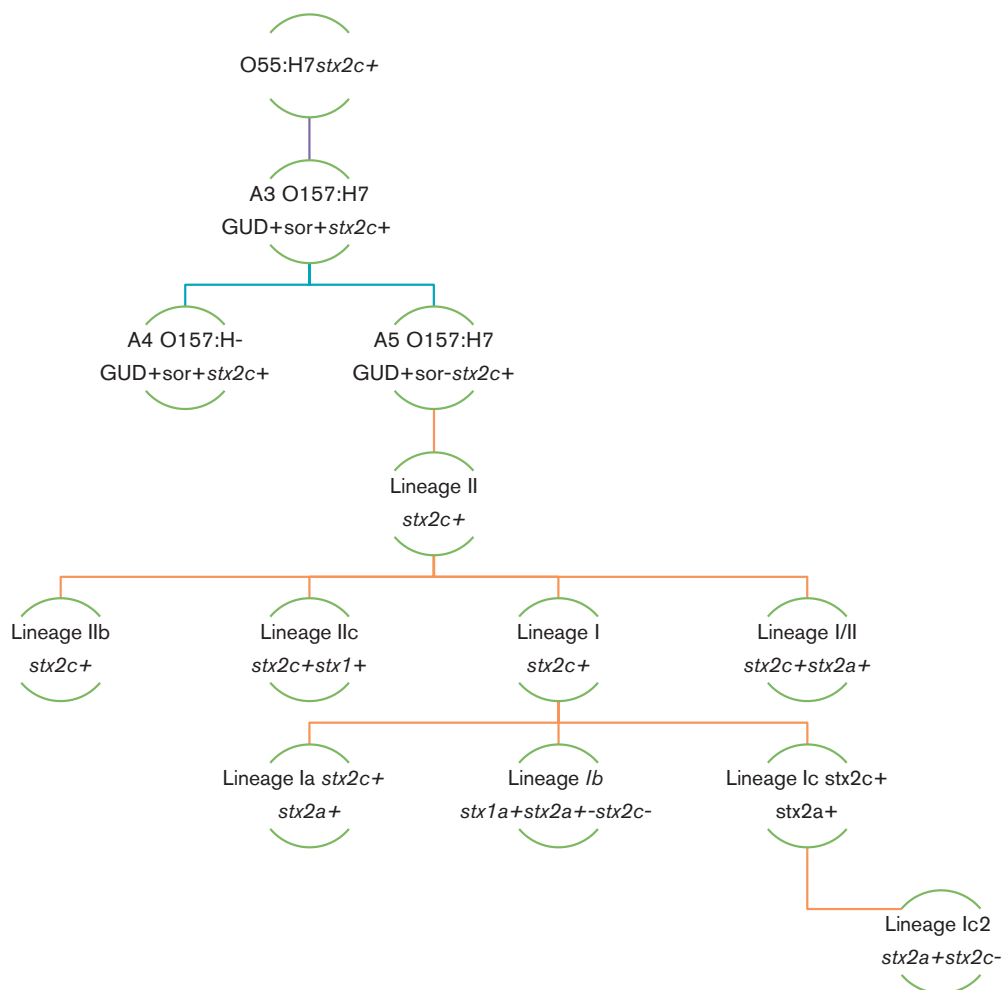 O55:H7stx2c+
A3 O157:H7
GUD+sor+stx2c+
A4 O157:H-
GUD+sor+stx2c+
A5 O157:H7
GUD+sor-stx2c+
Lineage II
stx2c+
Lineage IIb
stx2c+
Lineage IIc
stx2c+stx1+
Lineage I
stx2c+
Lineage I/II
stx2c+stx2a+
Lineage Ia stx2c+
stx2a+
Lineage Ib
stx1a+stx2a+-stx2c-
Lineage Ic stx2c+
stx2a+
Lineage Ic2
stx2a+stx2c-